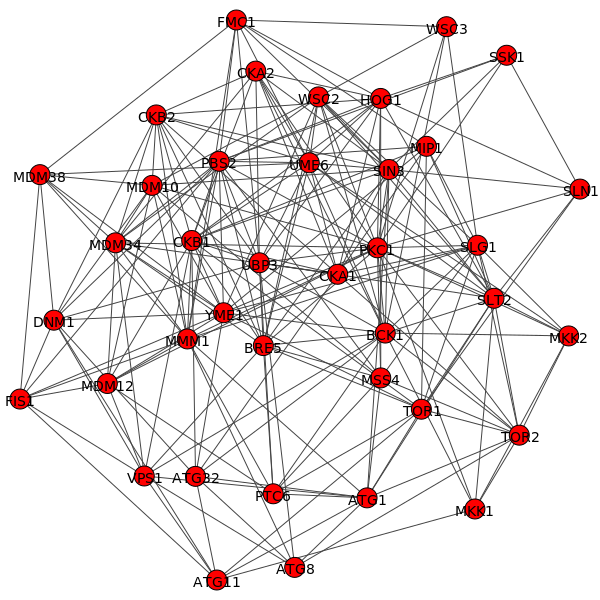 FMC1
WSC3
SSK1
CKA2
WSC2
HOG1
CKB2
MIP1
PBS2
UME6
SIN3
MDM38
MDM10
SLN1
MDM34
CKB1
PKC1
SLG1
UBP3
CKA1
SLT2
DNM1
YME1
MMM1
BRE5
BCK1
MKK2
MSS4
MDM12
FIS1
TOR1
TOR2
VPS1
ATG32
PTC6
ATG1
MKK1
ATG11
ATG8